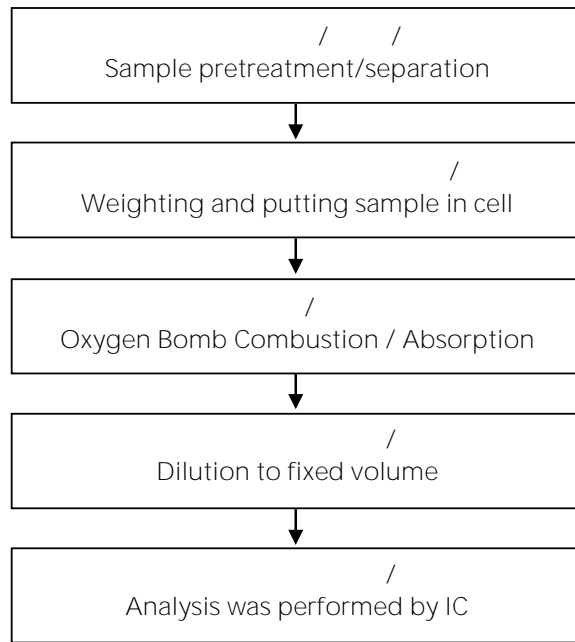 / /
Sample pretreatment/separation
/
Weighting and putting sample in cell
/
Oxygen Bomb Combustion / Absorption
/
Dilution to fixed volume
/
Analysis was performed by IC